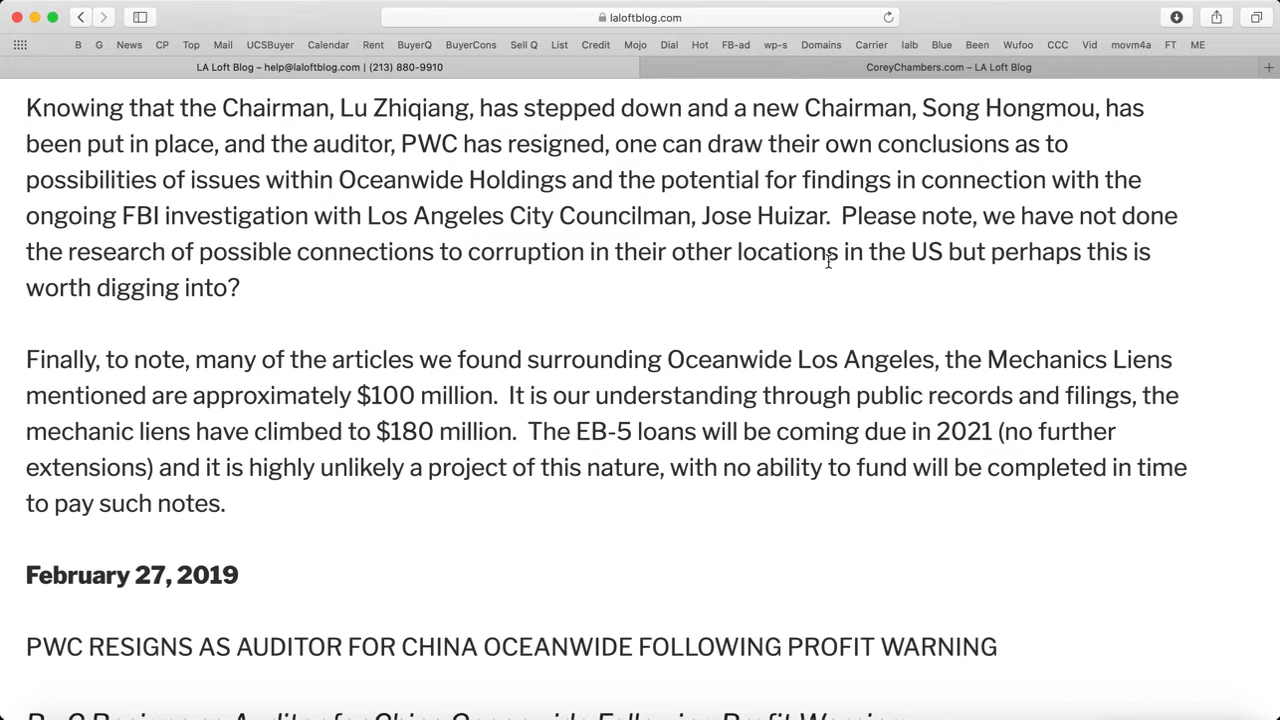 laloftblog.com
B G News CP Top Mail UCSBuyer Calendar Rent BuyerQ BuyerCons Sell Q List Credit Mojo Dial Hot FB-ad wp-s Domains Carrier lalb Blue Been Wufoo CCC Vid movm4a FT ME
LA Loft Blog – help@laloftblog.com | (213) 880-9910 CoreyChambers.com – LA Loft Blog
Knowing that the Chairman, Lu Zhiqiang, has stepped down and a new Chairman, Song Hongmou, has
been put in place, and the auditor, PWC has resigned, one can draw their own conclusions as to
possibilities of issues within Oceanwide Holdings and the potential for findings in connection with the
ongoing FBI investigation with Los Angeles City Councilman, Jose Huizar.  Please note, we have not done
the research of possible connections to corruption in their other locations in the US but perhaps this is
worth digging into?
Finally, to note, many of the articles we found surrounding Oceanwide Los Angeles, the Mechanics Liens
mentioned are approximately $100 million.  It is our understanding through public records and filings, the
mechanic liens have climbed to $180 million.  The EB-5 loans will be coming due in 2021 (no further
extensions) and it is highly unlikely a project of this nature, with no ability to fund will be completed in time
to pay such notes.
February 27, 2019
PWC RESIGNS AS AUDITOR FOR CHINA OCEANWIDE FOLLOWING PROFIT WARNING
PwC Resigns as Auditor for China Oceanwide Following Profit Warning